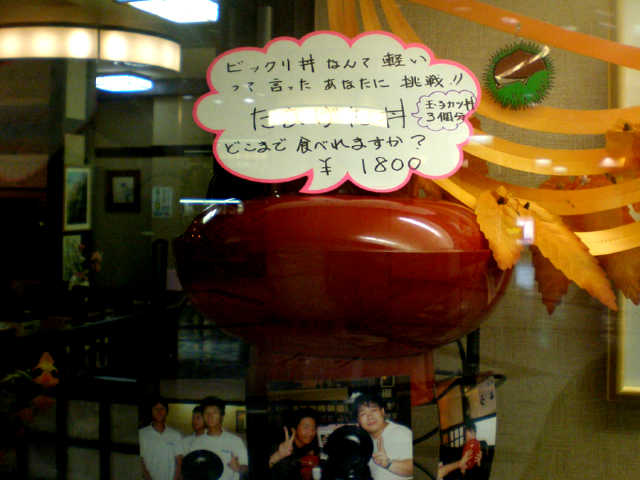 ビックリ丼なんて軽い
って言ったあなたに挑戦!!
丼
玉子カツ丼
3個分
どこまで食べれますか?
¥1800